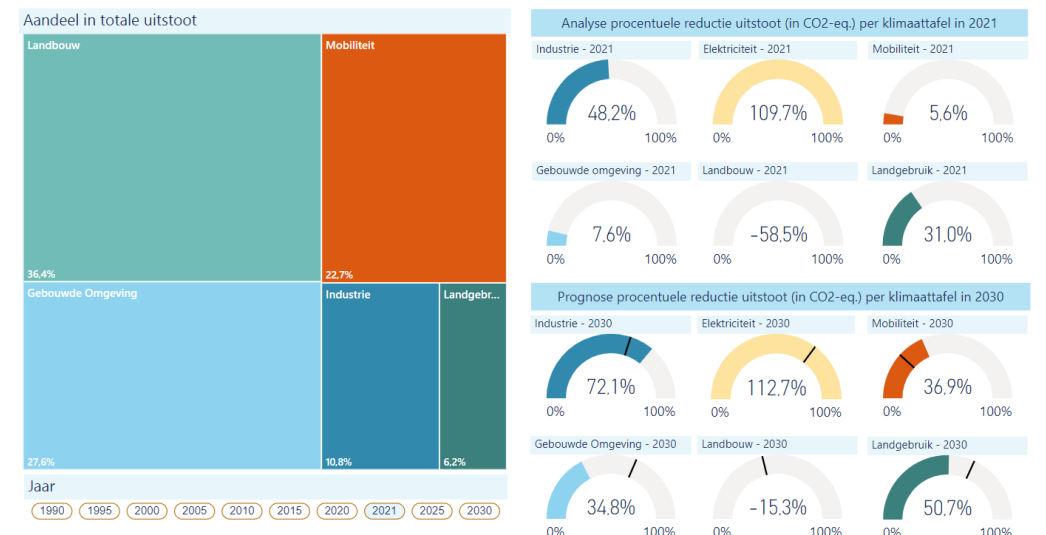 Aandeel in totale uitstoot
Landbouw
36,4%
Mobiliteit
22,7%
Gebouwde Omgeving
27,6%
Industrie
10,8%
Landgebr...
6,2%
Jaar
1990 1995 2000 2005 2010 2015 2020 2021 2025 2030
Analyse procentuele reductie uitstoot (in CO2-eq.) per klimaattafel in 2021
Industrie - 2021
48,2%
0% 100%
Elektriciteit - 2021
109,7%
0% 100%
Mobiliteit - 2021
5,6%
0% 100%
Gebouwde omgeving - 2021
7,6%
0% 100%
Landbouw - 2021
-58,5%
0% 100%
Landgebruik - 2021
31,0%
0% 100%
Prognose procentuele reductie uitstoot (in CO2-eq.) per klimaattafel in 2030
Industrie - 2030
72,1%
0% 100%
Elektriciteit - 2030
112,7%
0% 100%
Mobiliteit - 2030
36,9%
0% 100%
Gebouwde Omgeving - 2030
34,8%
0% 100%
Landbouw - 2030
-15,3%
0% 100%
Landgebruik - 2030
50,7%
0% 100%